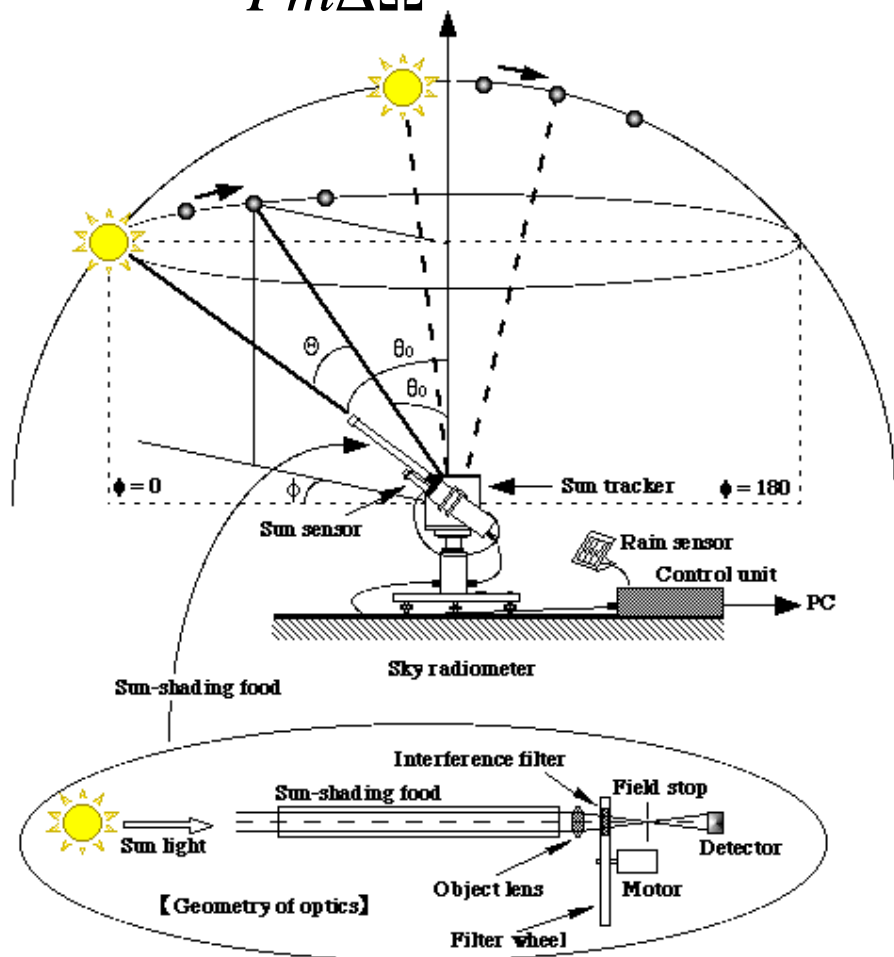 Θ
θ₀
θ₀
ϕ = 0
ϕ
Sun sensor
Sun tracker
ϕ = 180
Rain sensor
Control unit
PC
Sky radiometer
Sun-shading food
Interference filter
Sun-shading food
Field stop
Sun light
Detector
Object lens
Motor
【Geometry of optics】
Filter wheel